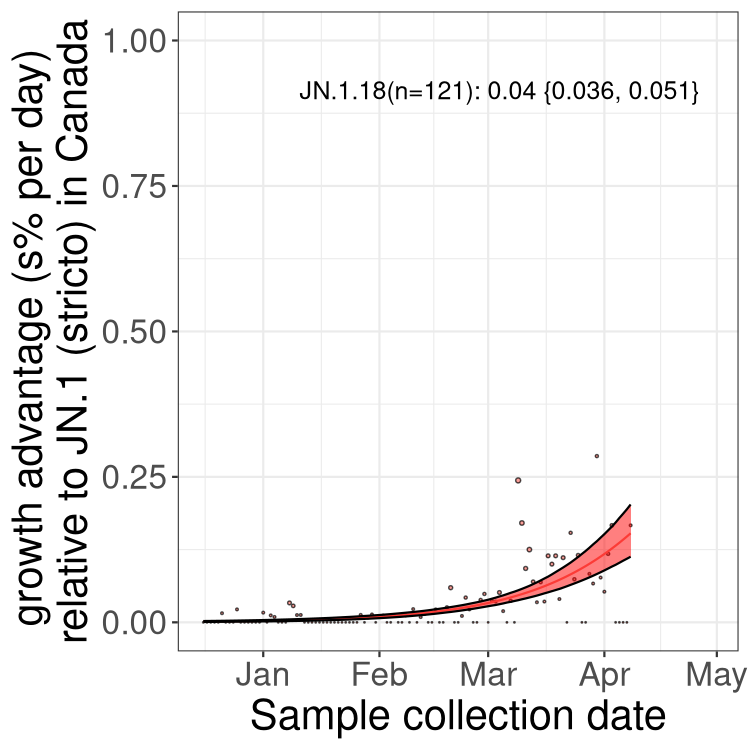 growth advantage (s% per day)
relative to JN.1 (stricto) in Canada
1.00
0.75
0.50
0.25
0.00
JN.1.18(n=121): 0.04 {0.036, 0.051}
Jan Feb Mar Apr May
Sample collection date